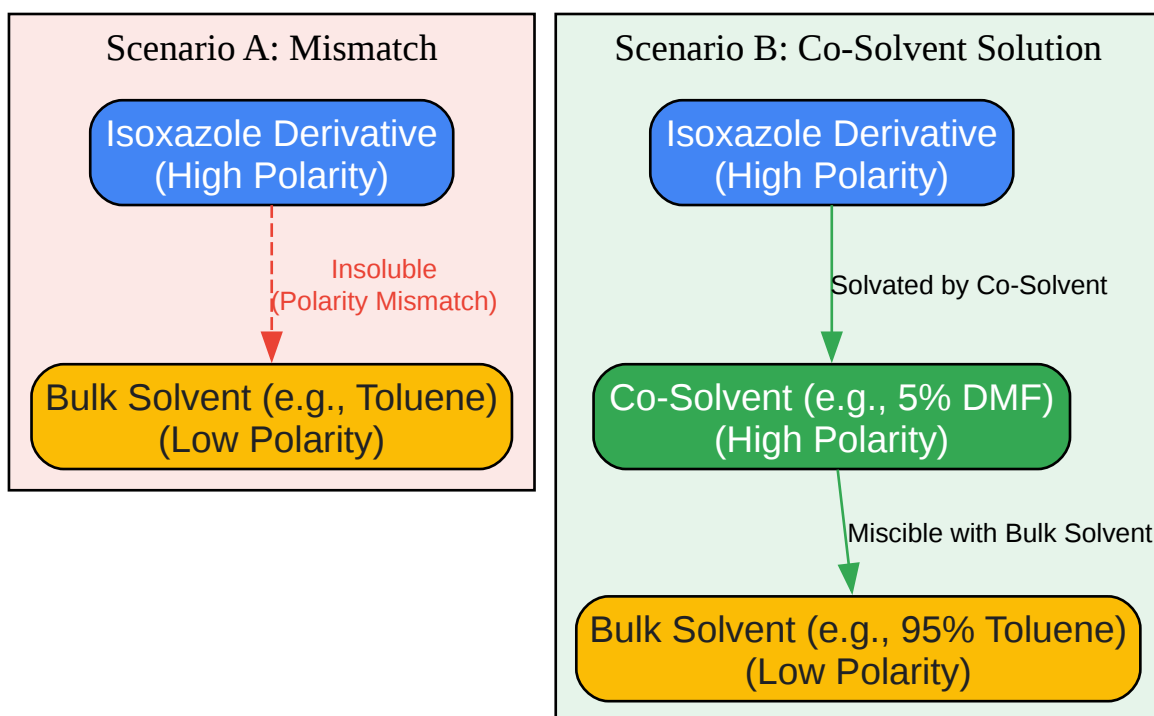 Scenario A: Mismatch
Isoxazole Derivative
(High Polarity)
Insoluble
(Polarity Mismatch)
Bulk Solvent (e.g., Toluene)
(Low Polarity)
Scenario B: Co-Solvent Solution
Isoxazole Derivative
(High Polarity)
Solvated by Co-Solvent
Co-Solvent (e.g., 5% DMF)
(High Polarity)
Miscible with Bulk Solvent
Bulk Solvent (e.g., 95% Toluene)
(Low Polarity)